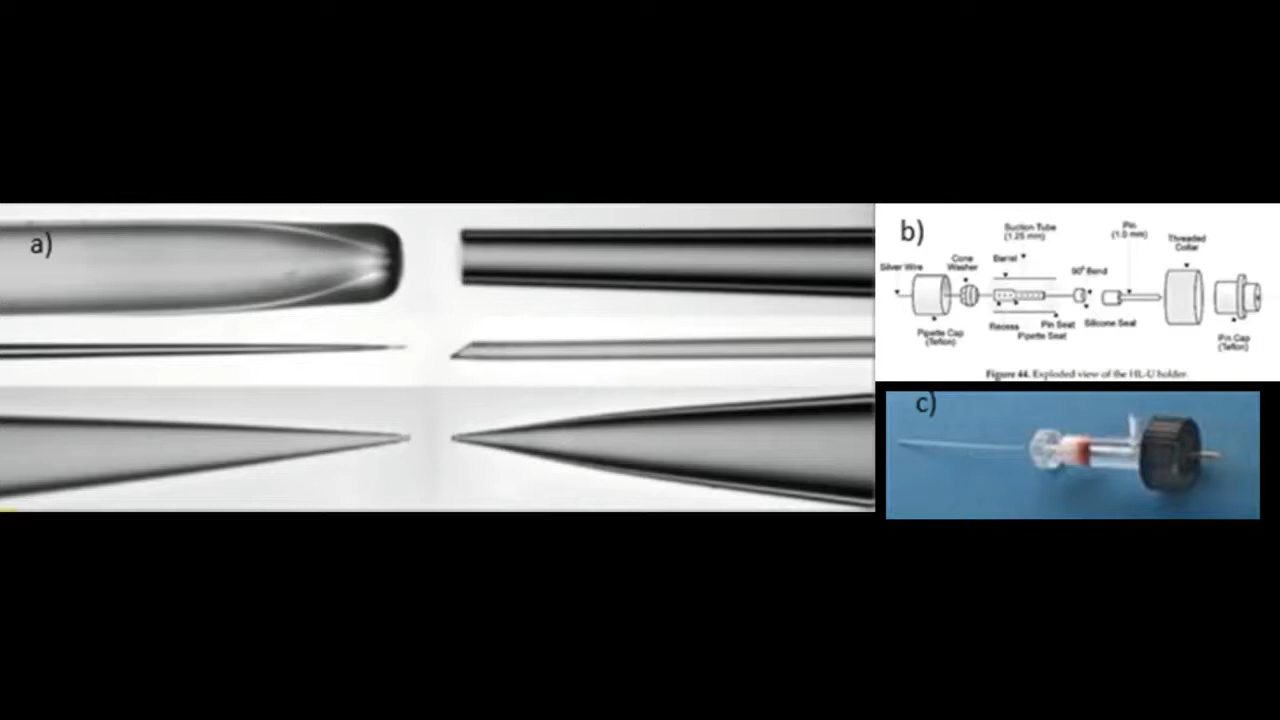 a)
b)
Suction Tube
(1.25 mm)
Pin
(1.0 mm)
Threaded
Collar
Silver Wire
Cone
Washer
Barrel
90° Bend
Pipette Cap
(Teflon)
Recess
Pin Seat
Pipette Seat
Silicone Seal
Pin Cap
(Teflon)
Figure 44. Exploded view of the HL-U holder.
c)